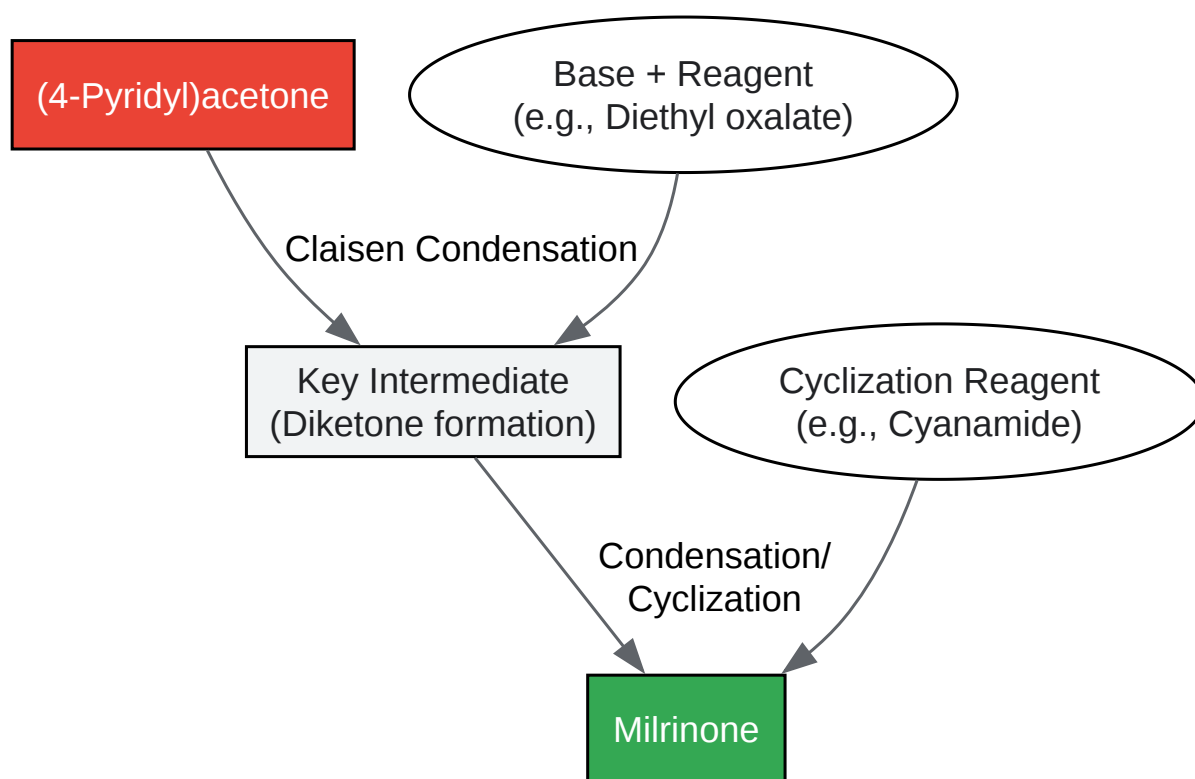 (4-Pyridyl)acetone
Base + Reagent
(e.g., Diethyl oxalate)
Claisen Condensation
Key Intermediate
(Diketone formation)
Cyclization Reagent
(e.g., Cyanamide)
Condensation/
Cyclization
Milrinone